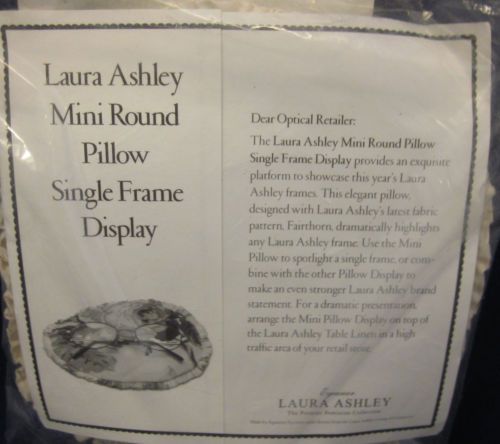 Laura Ashley
Mini Round
Pillow
Single Frame
Display
Dear Optical Retailer:
The Laura Ashley Mini Round Pillow
Single Frame Display provides an exquisite
platform to showcase this year's Laura
Ashley frames. This elegant pillow,
designed with Laura Ashley's latest fabric
pattern, Fairthorn, dramatically highlights
any Laura Ashley frame. Use the Mini
Pillow to spotlight a single frame, or com-
bine with the other Pillow Display to
make an even stronger Laura Ashley brand
statement. For a dramatic presentation,
arrange the Mini Pillow Display on top of
the Laura Ashley Table Linen in a high
traffic area of your retail store.
Eyewear
LAURA ASHLEY
The Premier Feminine Collection